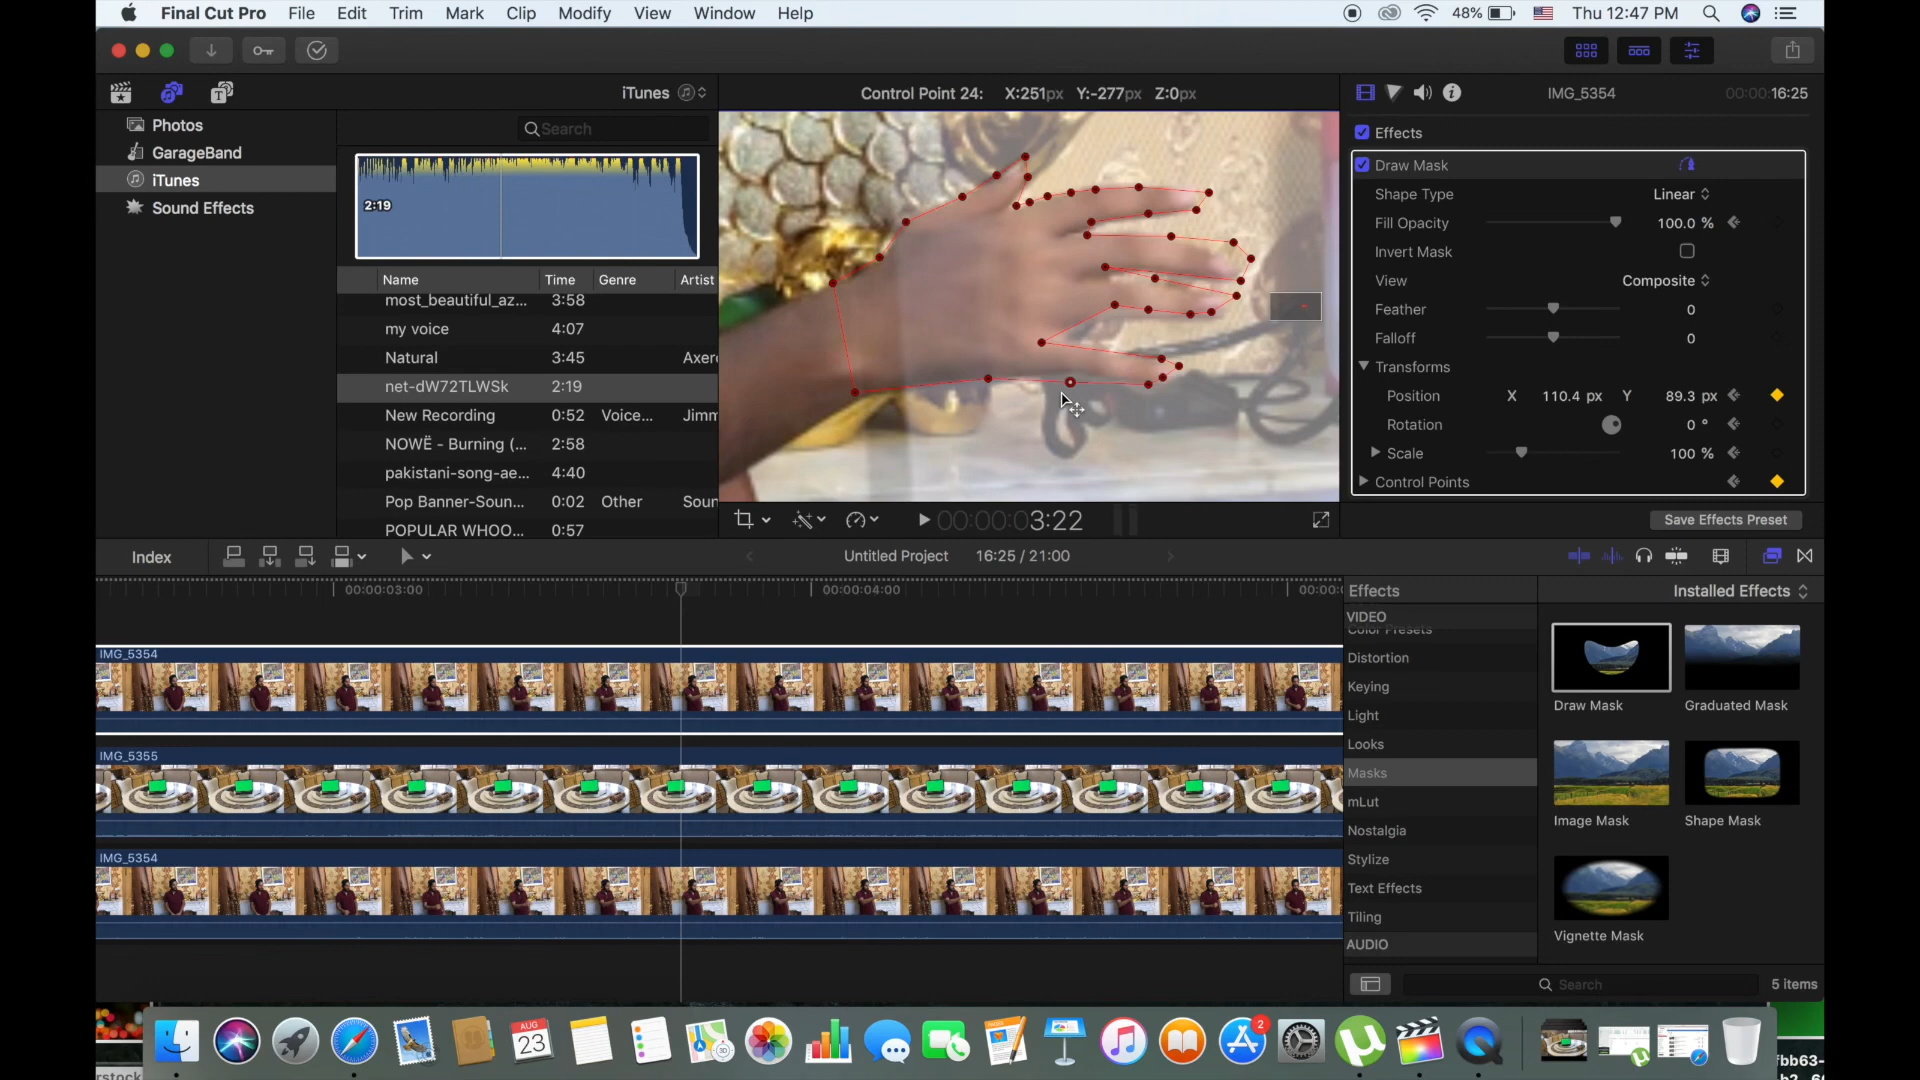 Final Cut Pro File Edit Trim Mark Clip Modify View Window Help
48% Thu 12:47 PM
iTunes
Control Point 24: X:251px Y:-277px Z:0px
IMG_5354
00:00:16:25
Photos
GarageBand
iTunes
Sound Effects
Search
2:19
Name Time Genre Artist
most_beautiful_az... 3:58
my voice 4:07
Natural 3:45 Axero
net-dW72TLWSk 2:19
New Recording 0:52 Voice... Jimm
NOWË - Burning (... 2:58
pakistani-song-ae... 4:40
Pop Banner-Soun... 0:02 Other Soun
POPULAR WHOO... 0:57
Effects
Draw Mask
Shape Type Linear
Fill Opacity 100.0 %
Invert Mask
View Composite
Feather 0
Falloff 0
Transforms
Position X 110.4 px Y 89.3 px
Rotation 0 °
Scale 100 %
Control Points
Save Effects Preset
00:00:03:22
Index
Untitled Project 16:25 / 21:00
00:00:03:00
00:00:04:00
00:00:
IMG_5354
IMG_5355
IMG_5354
Effects
Installed Effects
VIDEO
Color Presets
Distortion
Keying
Light
Looks
Masks
mLut
Nostalgia
Stylize
Text Effects
Tiling
AUDIO
Draw Mask
Graduated Mask
Image Mask
Shape Mask
Vignette Mask
Search
5 items
AUG
23
3D
2
rstock
fbb63-